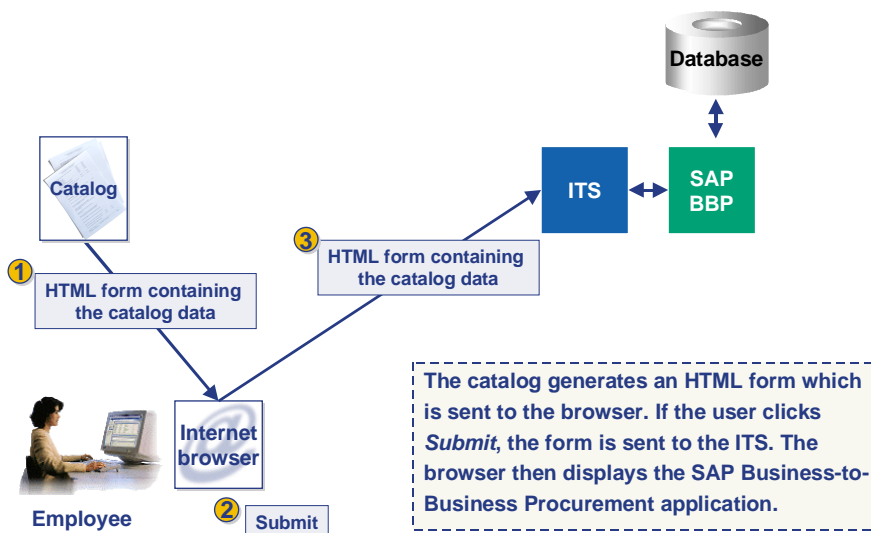 Database
Catalog
ITS
SAP
BBP
3
HTML form containing
the catalog data
1
HTML form containing
the catalog data
The catalog generates an HTML form which
is sent to the browser. If the user clicks
Submit, the form is sent to the ITS. The
browser then displays the SAP Business-to-
Business Procurement application.
Internet
browser
Employee
2
Submit